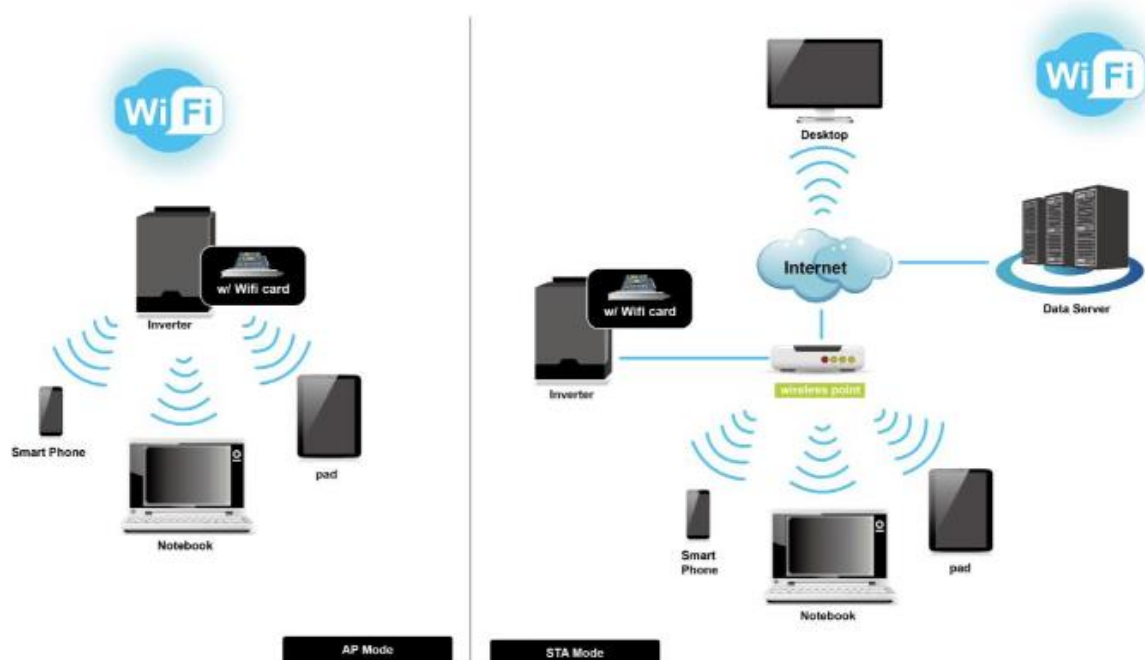 WiFi
w/ Wifi card
Inverter
Smart Phone
pad
Notebook
AP Mode
WiFi
Desktop
Internet
Data Server
w/ Wifi card
Inverter
wireless point
Smart
Phone
pad
Notebook
STA Mode